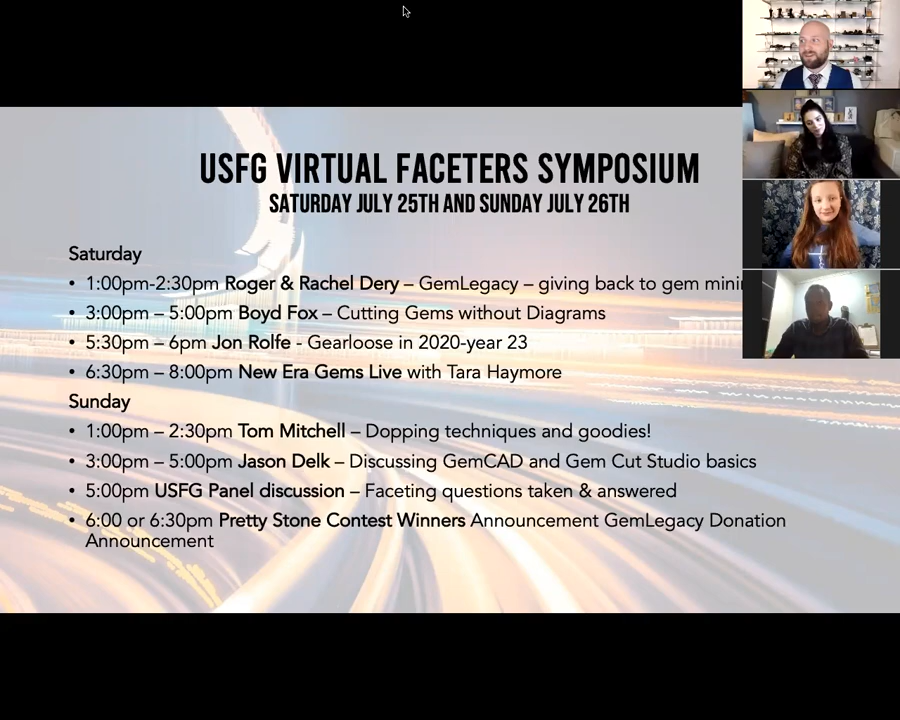 USFG VIRTUAL FACETERS SYMPOSIUM
SATURDAY JULY 25TH AND SUNDAY JULY 26TH
Saturday
• 1:00pm-2:30pm Roger & Rachel Dery – GemLegacy – giving back to gem
• 3:00pm – 5:00pm Boyd Fox – Cutting Gems without Diagrams
• 5:30pm – 6pm Jon Rolfe - Gearloose in 2020-year 23
• 6:30pm – 8:00pm New Era Gems Live with Tara Haymore
Sunday
• 1:00pm – 2:30pm Tom Mitchell – Dopping techniques and goodies!
• 3:00pm – 5:00pm Jason Delk – Discussing GemCAD and Gem Cut Studio basics
• 5:00pm USFG Panel discussion – Faceting questions taken & answered
• 6:00 or 6:30pm Pretty Stone Contest Winners Announcement GemLegacy Donation
Announcement